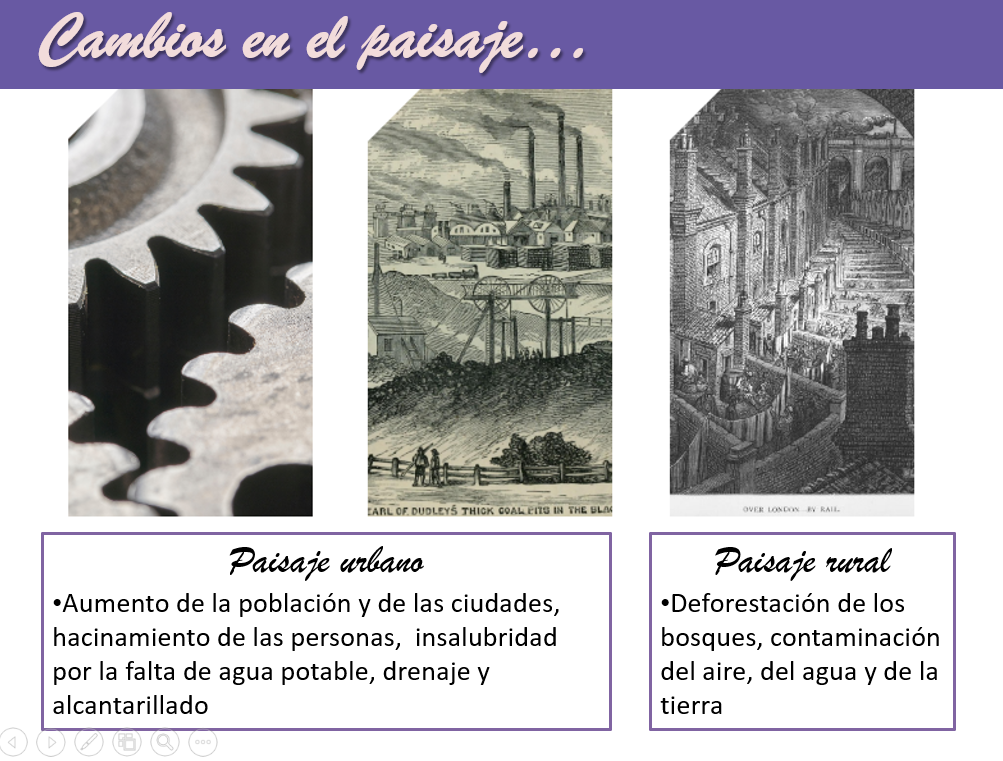 Cambios en el paisaje...
EARL OF DUDLEY'S THICK COAL PITS IN THE BLAC
OVER LONDON–BY RAIL.
Paisaje urbano
•Aumento de la población y de las ciudades,
hacinamiento de las personas,  insalubridad
por la falta de agua potable, drenaje y
alcantarillado
Paisaje rural
•Deforestación de los
bosques, contaminación
del aire, del agua y de la
tierra